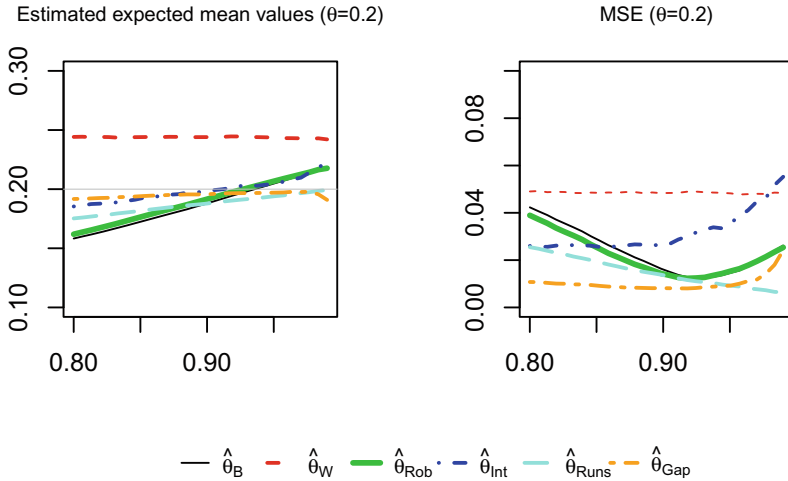 Estimated expected mean values (θ=0.2)
MSE (θ=0.2)
0.30
0.20
0.10
0.80 0.90
0.08
0.04
0.00
0.80 0.90
θ̂B θ̂W θ̂Rob θ̂Int θ̂Runs θ̂Gap